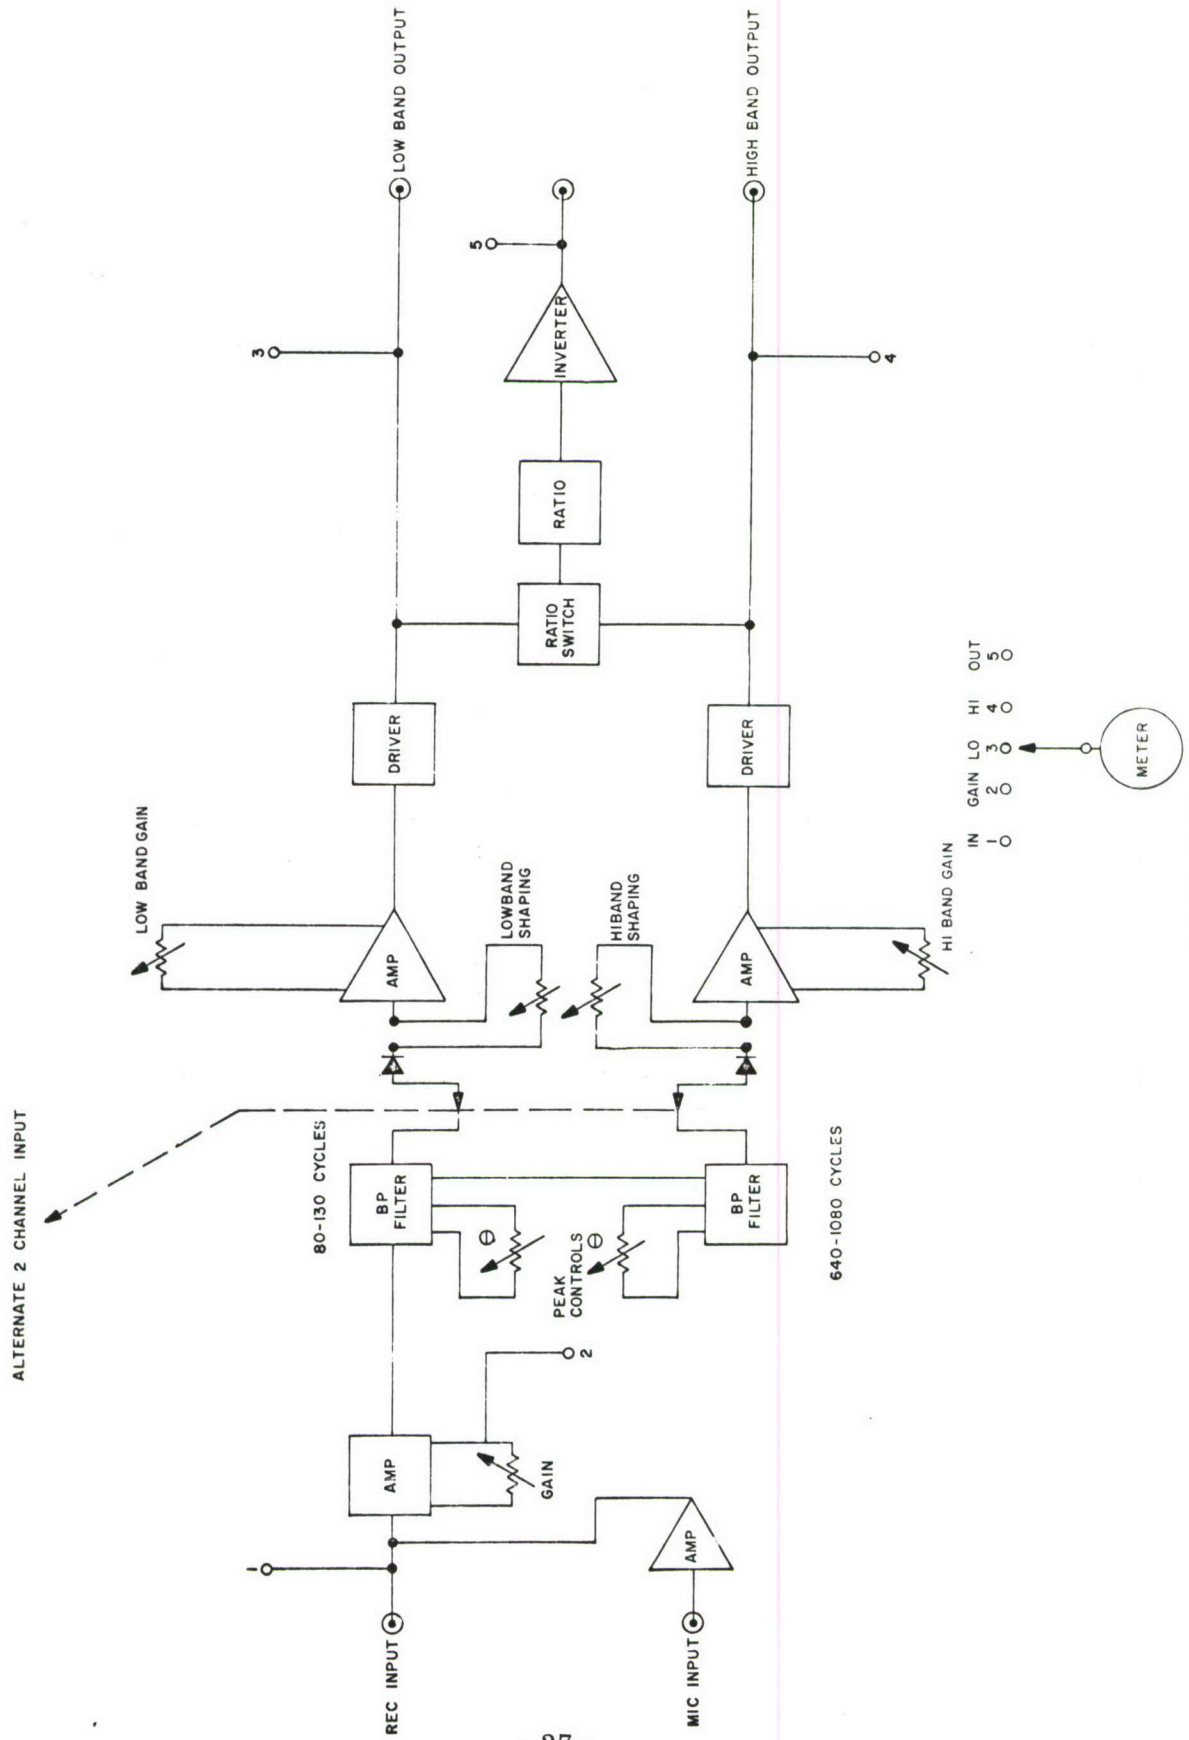 ALTERNATE 2 CHANNEL INPUT
LOW BAND GAIN
3
1
80-130 CYCLES
REC INPUT
AMP
BP
FILTER
AMP
DRIVER
LOW BAND OUTPUT
5
GAIN
2
θ
LOWBAND
SHAPING
RATIO
SWITCH
RATIO
INVERTER
PEAK
CONTROLS
θ
HIBAND
SHAPING
MIC INPUT
AMP
BP
FILTER
AMP
DRIVER
HIGH BAND OUTPUT
640-1080 CYCLES
4
HI BAND GAIN
IN GAIN LO HI OUT
1 2 3 4 5
METER